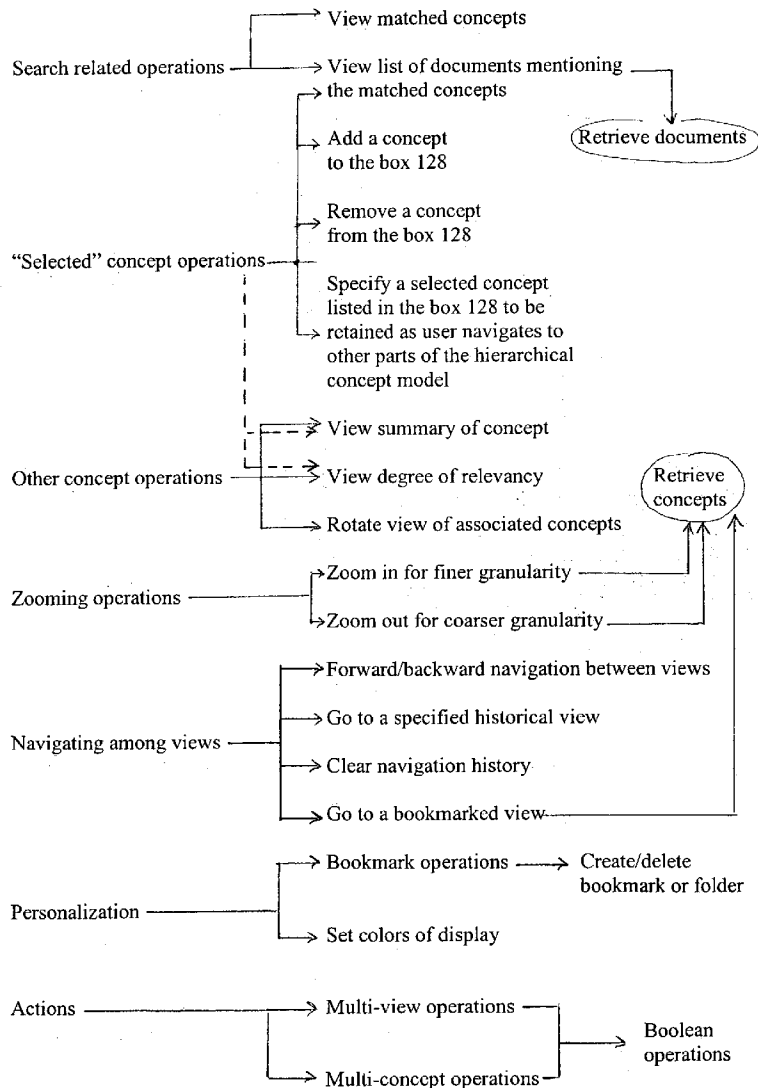 View matched concepts
Search related operations
View list of documents mentioning
the matched concepts
Retrieve documents
Add a concept
to the box 128
Remove a concept
from the box 128
“Selected” concept operations
Specify a selected concept
listed in the box 128 to be
retained as user navigates to
other parts of the hierarchical
concept model
View summary of concept
Other concept operations
View degree of relevancy
Retrieve
concepts
Rotate view of associated concepts
Zoom in for finer granularity
Zooming operations
Zoom out for coarser granularity
Forward/backward navigation between views
Go to a specified historical view
Navigating among views
Clear navigation history
Go to a bookmarked view
Bookmark operations
Create/delete
bookmark or folder
Personalization
Set colors of display
Actions
Multi-view operations
Boolean
operations
Multi-concept operations